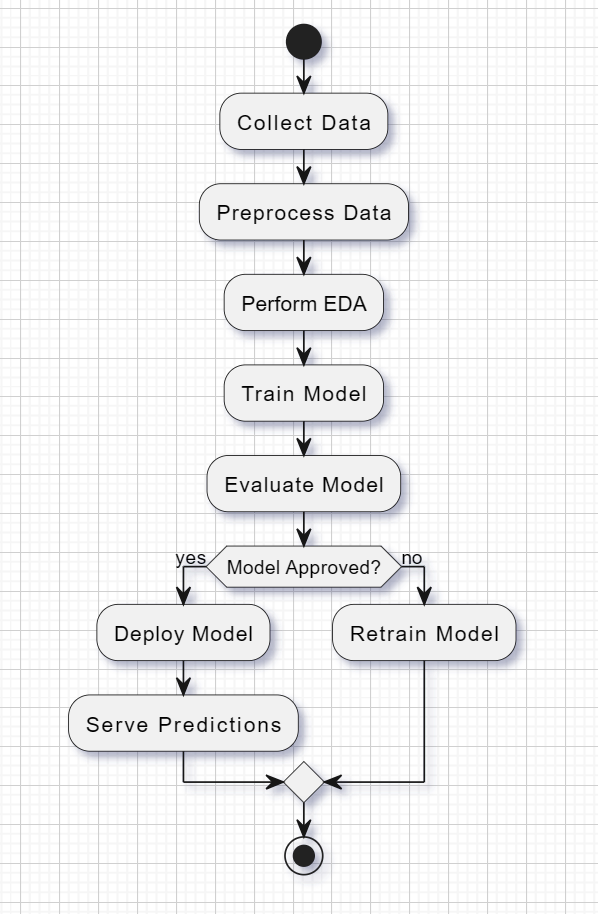 Collect Data
Preprocess Data
Perform EDA
Train Model
Evaluate Model
yes
Model Approved?
no
Deploy Model
Retrain Model
Serve Predictions